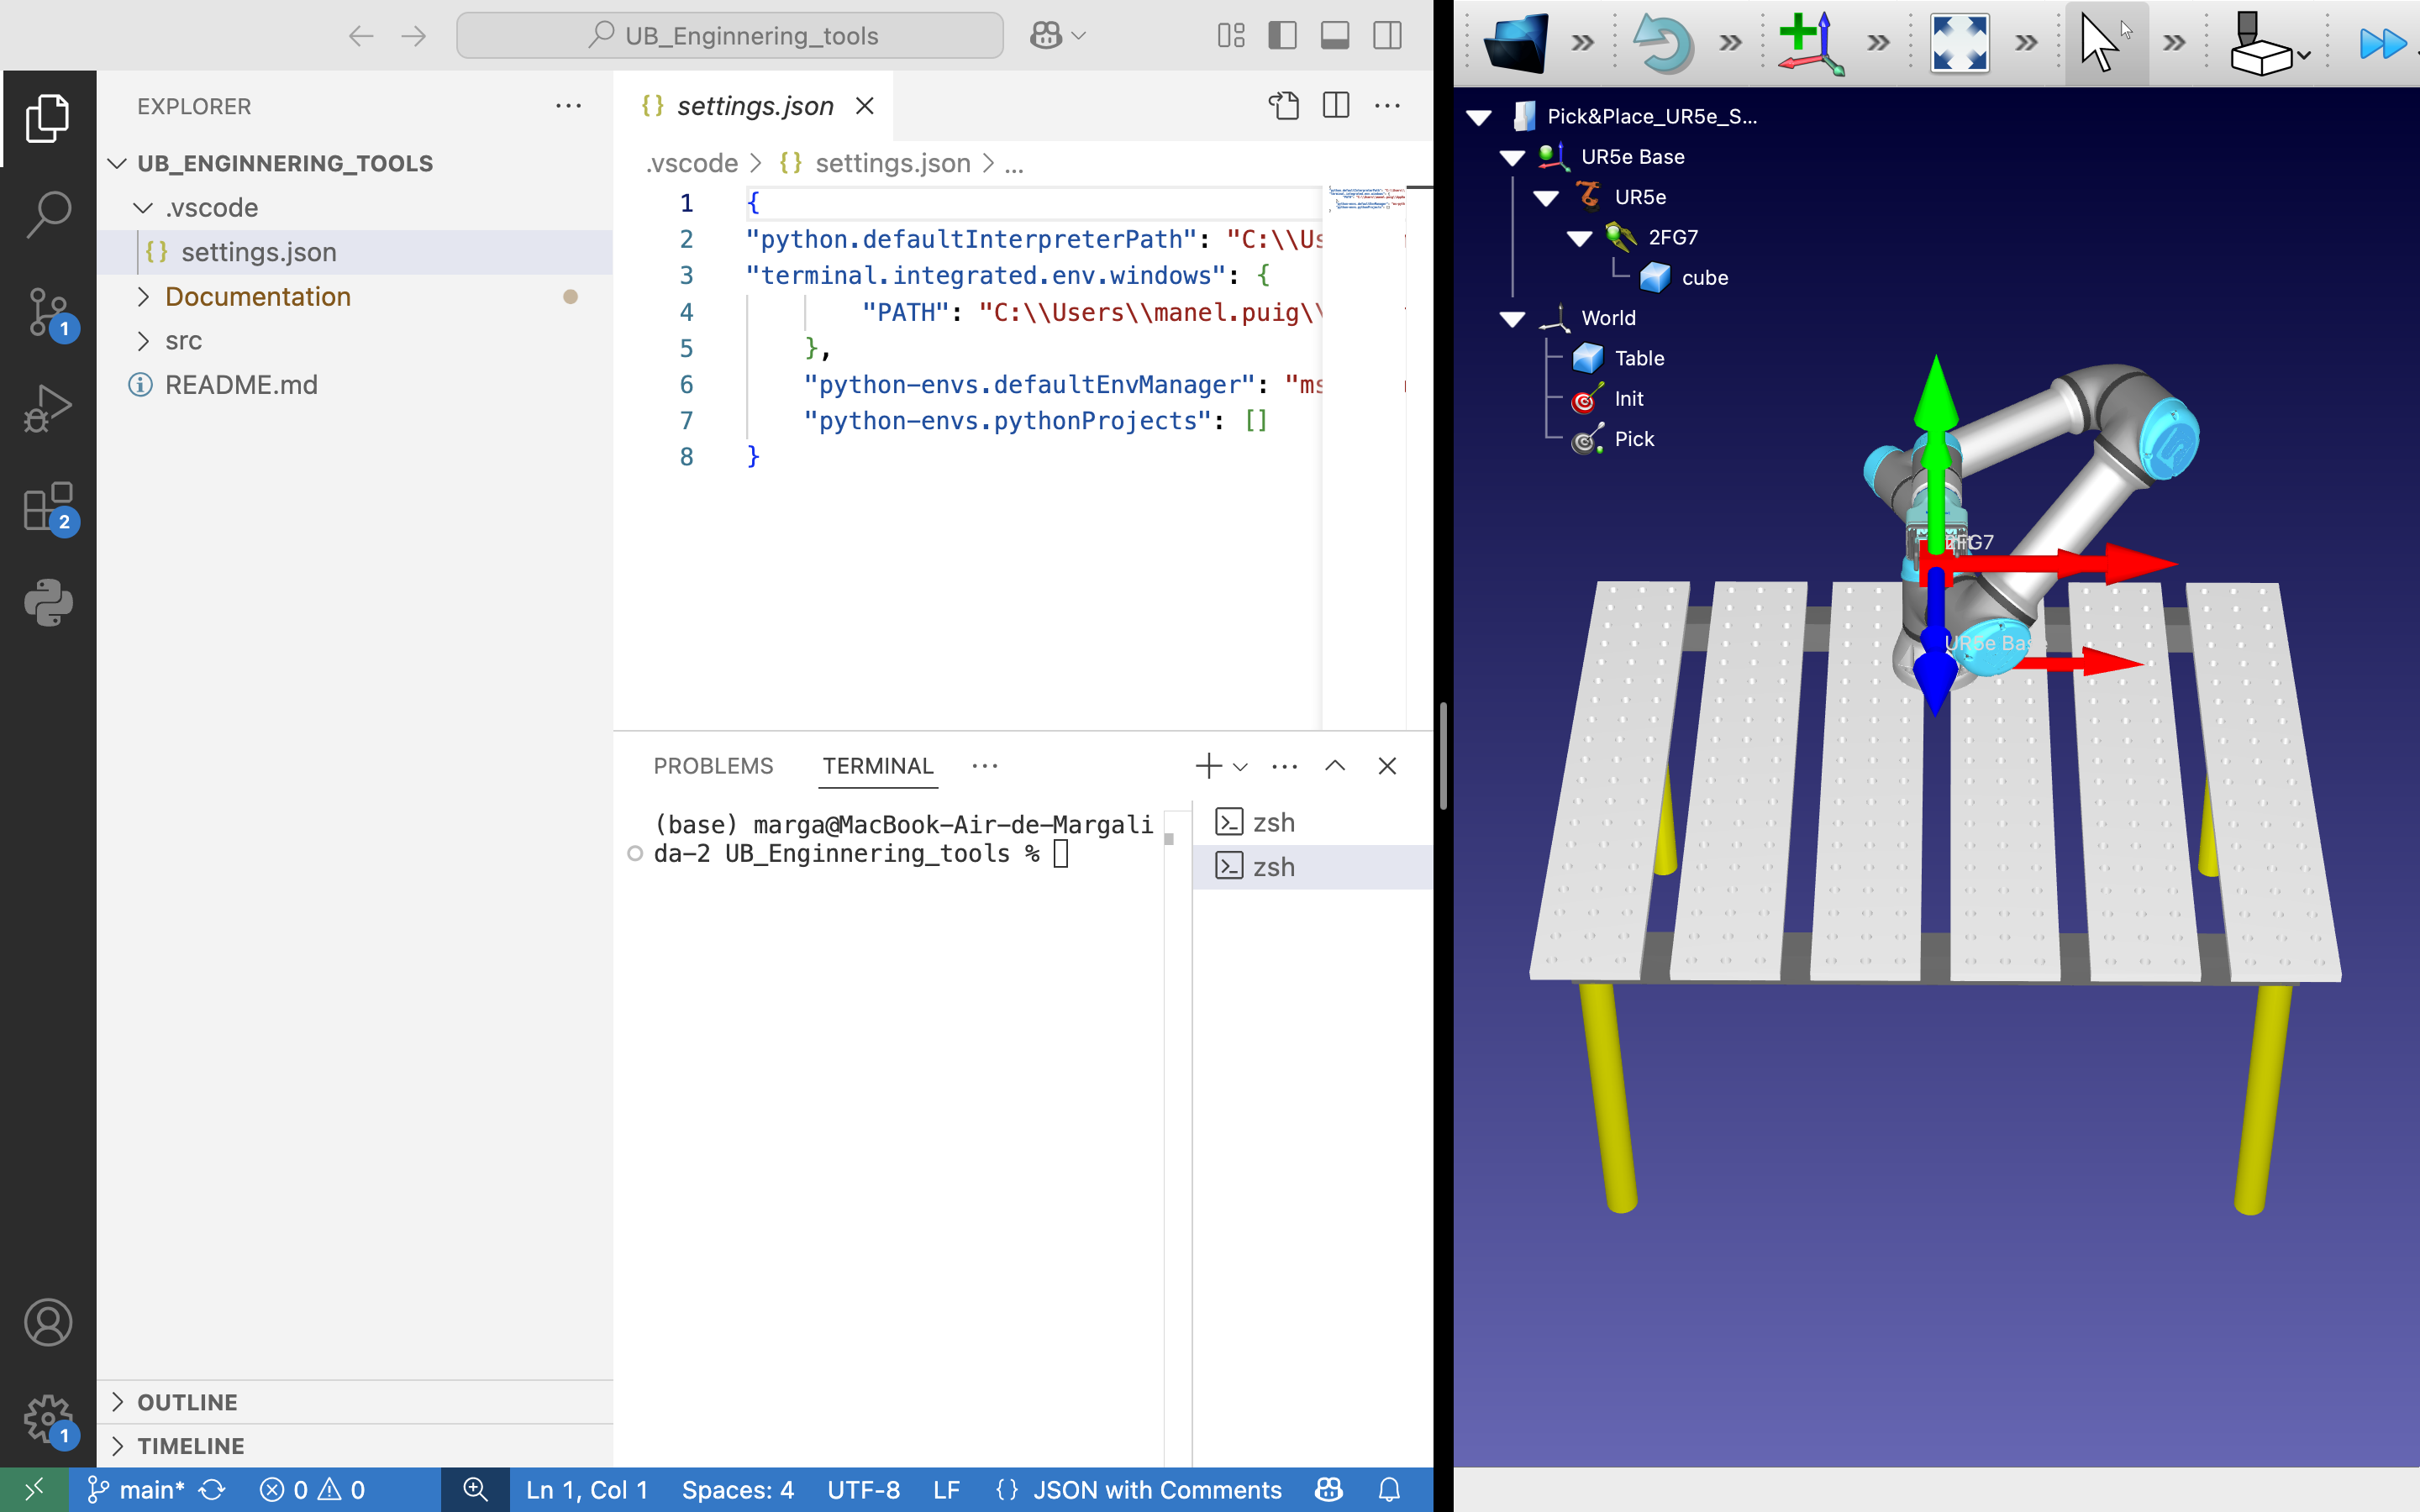 UB_Enginnering_tools
EXPLORER
UB_ENGINNERING_TOOLS
.vscode
{} settings.json
Documentation
src
README.md
1
2
1
OUTLINE
TIMELINE
{} settings.json
.vscode > {} settings.json > ...
1 {
2 "python.defaultInterpreterPath": "C:\\Us
3 "terminal.integrated.env.windows": {
4 "PATH": "C:\\Users\\manel.puig\\
5 },
6 "python-envs.defaultEnvManager": "ms
7 "python-envs.pythonProjects": []
8 }
PROBLEMS TERMINAL
(base) marga@MacBook-Air-de-Margali
da-2 UB_Enginnering_tools %
zsh
zsh
main* 0 0 Ln 1, Col 1 Spaces: 4 UTF-8 LF {} JSON with Comments
Pick&Place_UR5e_S...
UR5e Base
UR5e
2FG7
cube
World
Table
Init
Pick
2FG7
UR5e Base